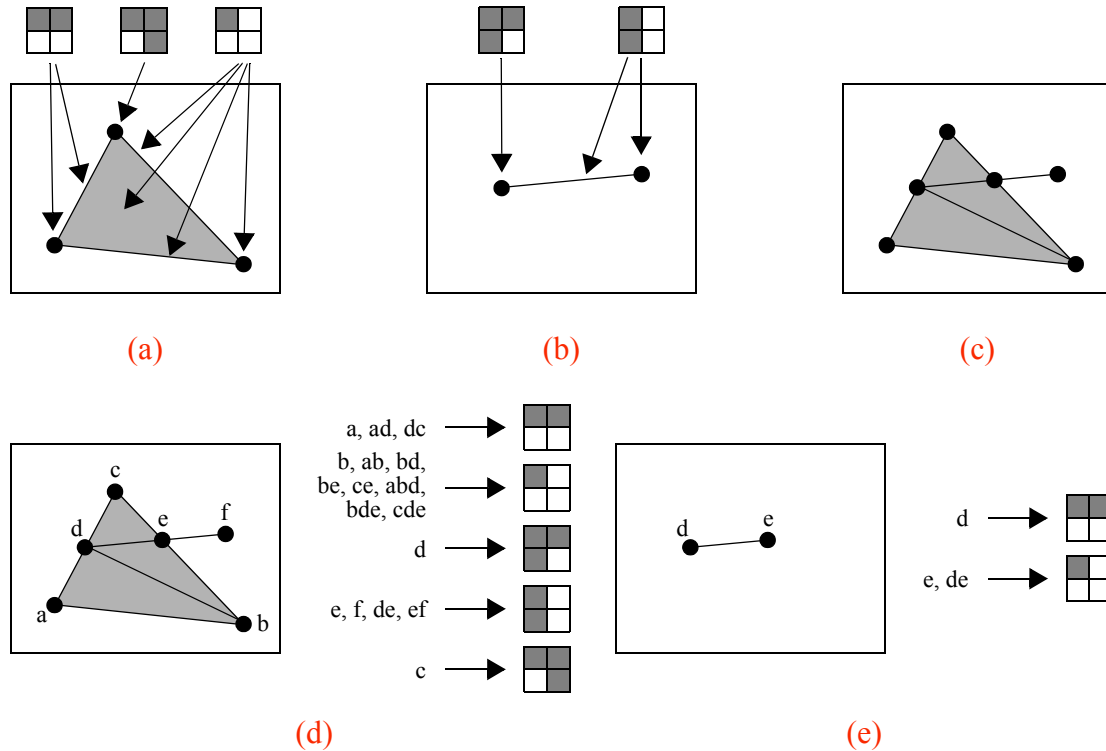 (a)
(b)
(c)
c
d
e
f
a
b
a, ad, dc
b, ab, bd,
be, ce, abd,
bde, cde
d
e, f, de, ef
c
(d)
d
e
d
e, de
(e)